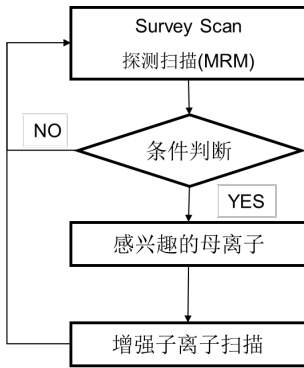 Survey Scan
探测扫描(MRM)
NO
条件判断
YES
感兴趣的母离子
增强子离子扫描